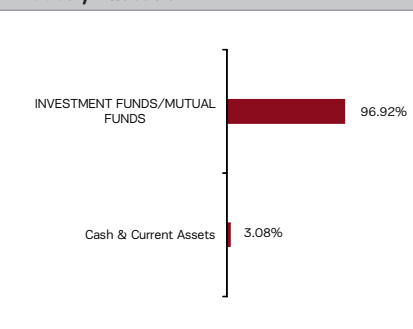 INVESTMENT FUNDS/MUTUAL
FUNDS
96.92%
Cash & Current Assets
3.08%